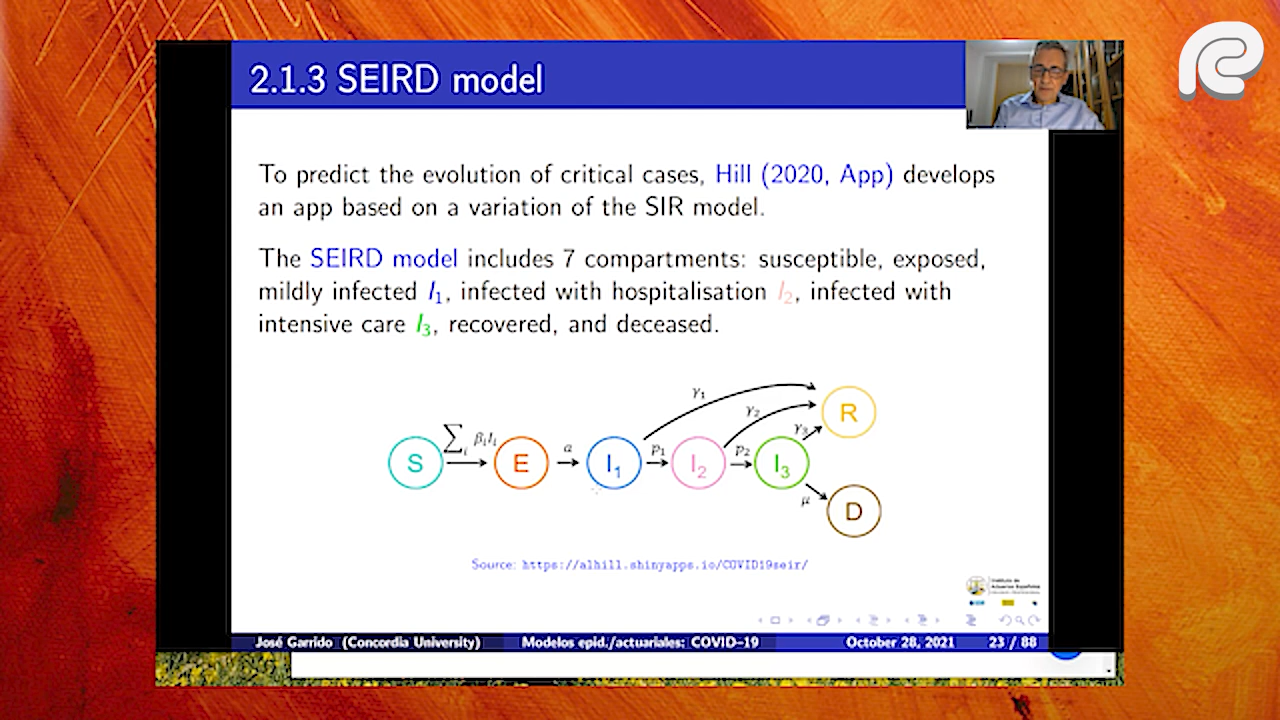 2.1.3 SEIRD model
To predict the evolution of critical cases, Hill (2020, App) develops
an app based on a variation of the SIR model.
The SEIRD model includes 7 compartments: susceptible, exposed,
mildly infected I₁, infected with hospitalisation I₂, infected with
intensive care I₃, recovered, and deceased.
S ∑ᵢ βᵢIᵢ E a I₁ p₁ I₂ p₂ I₃
γ₁ γ₂ γ₃ R
μ D
Source: https://alhill.shinyapps.io/COVID19seir/
Instituto de
Actuarios Españoles
José Garrido (Concordia University) Modelos epid./actuariales: COVID–19 October 28, 2021 23 / 88